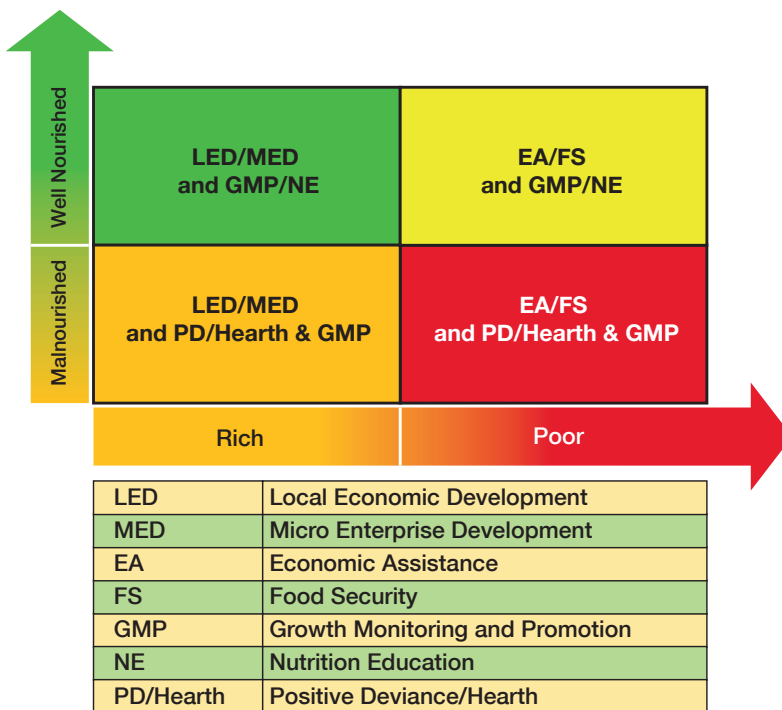 Well Nourished
LED/MED
and GMP/NE
EA/FS
and GMP/NE
Malnourished
LED/MED
and PD/Hearth & GMP
EA/FS
and PD/Hearth & GMP
Rich
Poor
LED Local Economic Development
MED Micro Enterprise Development
EA Economic Assistance
FS Food Security
GMP Growth Monitoring and Promotion
NE Nutrition Education
PD/Hearth Positive Deviance/Hearth